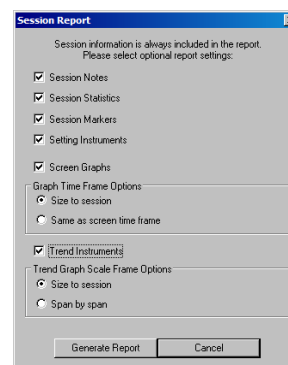 Session Report
Session information is always included in the report.
Please select optional report settings:
Session Notes
Session Statistics
Session Markers
Setting Instruments
Screen Graphs
Graph Time Frame Options
Size to session
Same as screen time frame
Trend Instruments
Trend Graph Scale Frame Options
Size to session
Span by span
Generate Report Cancel